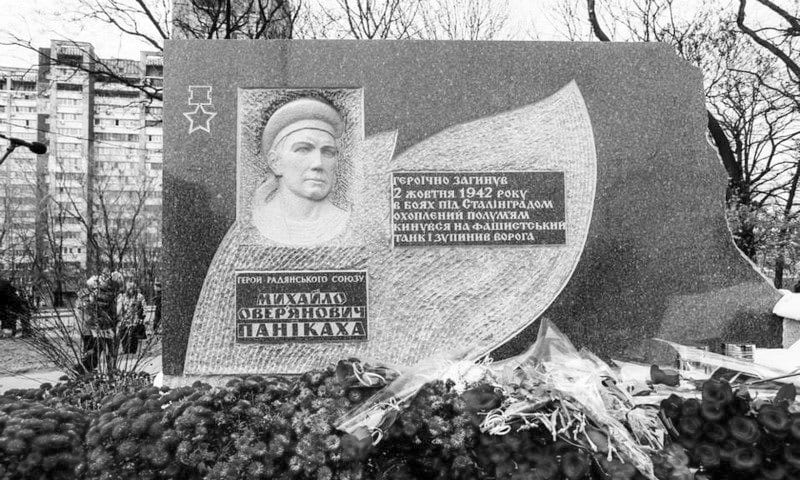 ГЕРОЇЧНО ЗАГИНУВ
2 ЖОВТНЯ 1942 РОКУ
В БОЯХ ПІД СТАЛІНГРАДОМ
ОХОПЛЕНИЙ ПОЛУМ'ЯМ
КИНУВСЯ НА ФАШИСТСЬКИЙ
ТАНК І ЗУПИНИВ ВОРОГА
ГЕРОЙ РАДЯНСЬКОГО СОЮЗУ
МИХАЙЛО
ОВЕР'ЯНОВИЧ
ПАНІКАХА